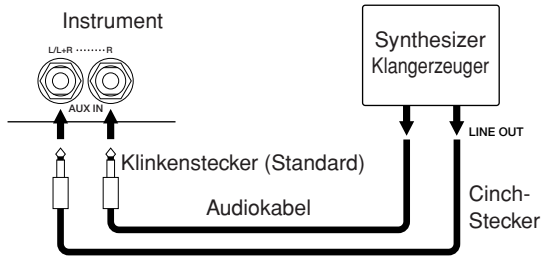 Instrument
L/L+R ········ R
AUX IN
Synthesizer
Klangerzeuger
LINE OUT
Klinkenstecker (Standard)
Audiokabel
Cinch-
Stecker